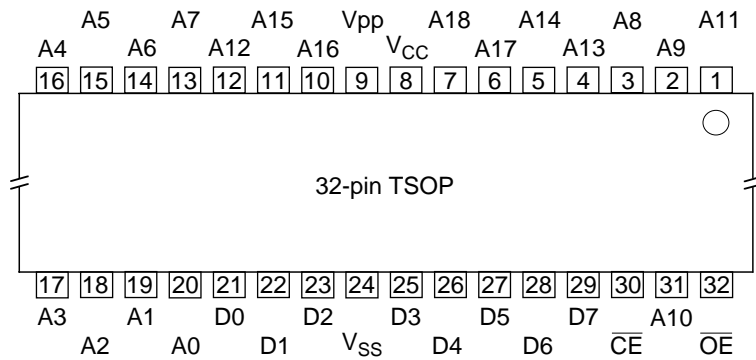 A5 A7 A15 Vpp A18 A14 A8 A11
A4 A6 A12 A16 VCC A17 A13 A9
16 15 14 13 12 11 10 9 8 7 6 5 4 3 2 1
32-pin TSOP
17 18 19 20 21 22 23 24 25 26 27 28 29 30 31 32
A3 A1 D0 D2 D3 D5 D7 C̅E̅ A10 O̅E̅
A2 A0 D1 VSS D4 D6